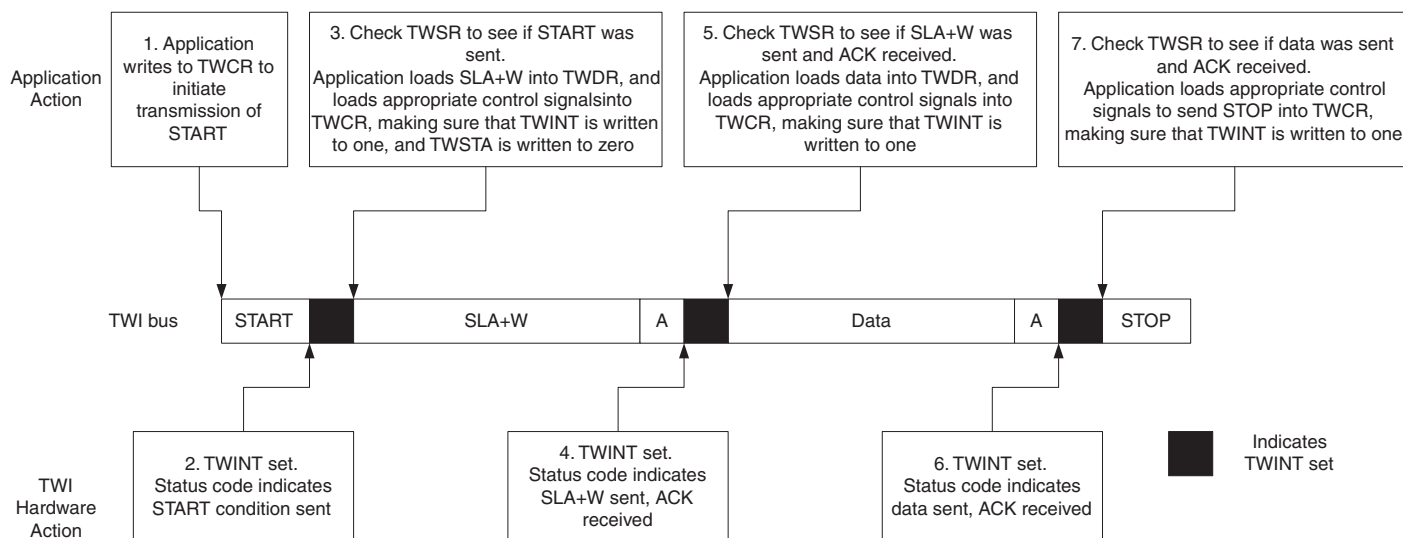 Application
Action
1. Application
writes to TWCR to
initiate
transmission of
START
3. Check TWSR to see if START was
sent.
Application loads SLA+W into TWDR, and
loads appropriate control signalsinto
TWCR, making sure that TWINT is written
to one, and TWSTA is written to zero
5. Check TWSR to see if SLA+W was
sent and ACK received.
Application loads data into TWDR, and
loads appropriate control signals into
TWCR, making sure that TWINT is
written to one
7. Check TWSR to see if data was sent
and ACK received.
Application loads appropriate control
signals to send STOP into TWCR,
making sure that TWINT is written to one
TWI bus
START
SLA+W
A
Data
A
STOP
TWI
Hardware
Action
2. TWINT set.
Status code indicates
START condition sent
4. TWINT set.
Status code indicates
SLA+W sent, ACK
received
6. TWINT set.
Status code indicates
data sent, ACK received
Indicates
TWINT set